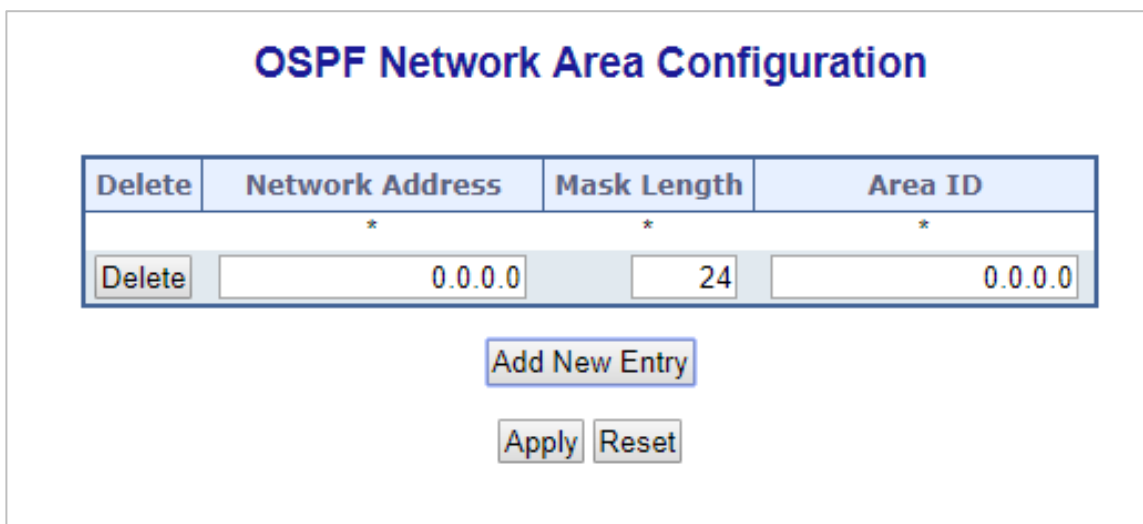 OSPF Network Area Configuration
Delete Network Address Mask Length Area ID
* * *
Delete 0.0.0.0 24 0.0.0.0
Add New Entry
Apply Reset